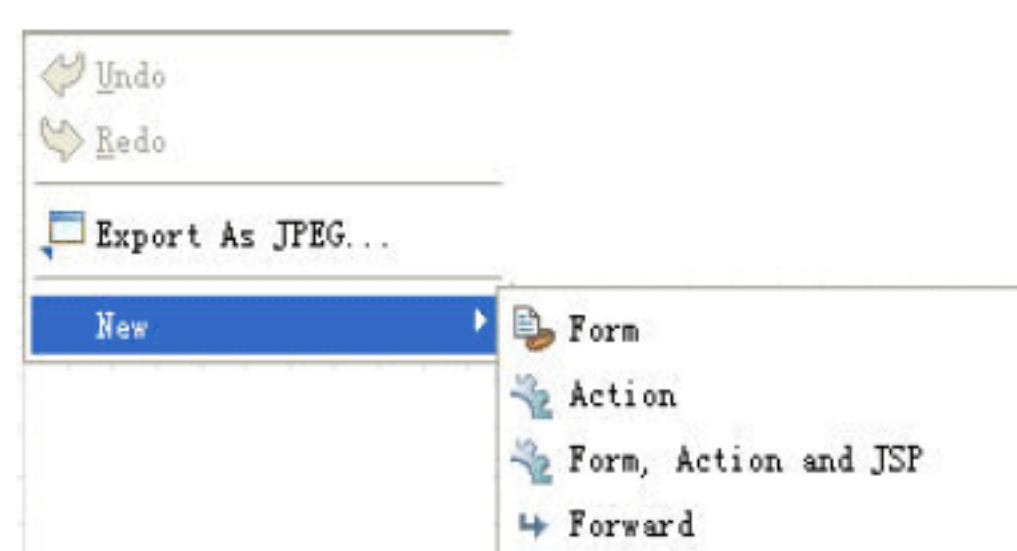 Undo
Redo
Export As JPEG...
New
Form
Action
Form, Action and JSP
Forward